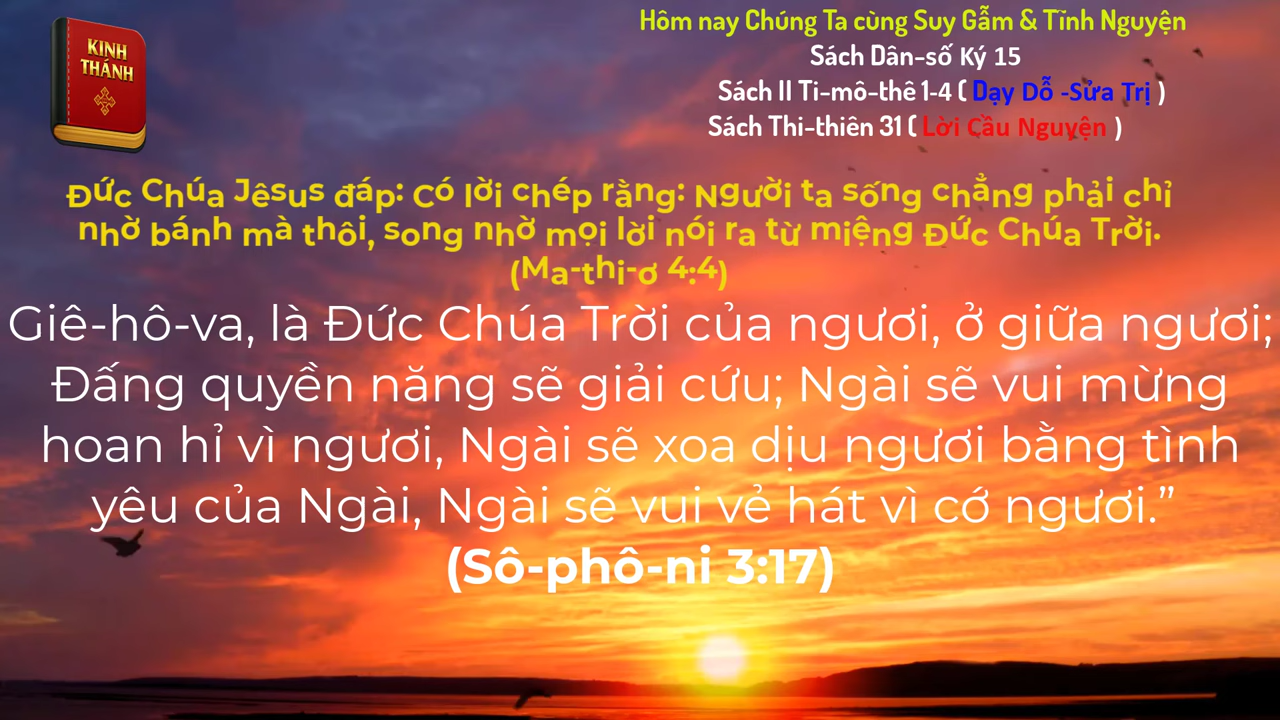 KINH
THÁNH
Hôm nay Chúng Ta cùng Suy Gẫm & Tĩnh Nguyện
Sách Dân-số Ký 15
Sách II Ti-mô-thê 1-4 ( Dạy Dỗ -Sửa Trị )
Sách Thi-thiên 31 ( Lời Cầu Nguyện )
Đức Chúa Jêsus đáp: Có lời chép rằng: Người ta sống chẳng phải chỉ
nhờ bánh mà thôi, song nhờ mọi lời nói ra từ miệng Đức Chúa Trời.
(Ma-thi-ơ 4:4)
Giê-hô-va, là Đức Chúa Trời của ngươi, ở giữa ngươi;
Đấng quyền năng sẽ giải cứu; Ngài sẽ vui mừng
hoan hỉ vì ngươi, Ngài sẽ xoa dịu ngươi bằng tình
yêu của Ngài, Ngài sẽ vui vẻ hát vì cớ ngươi.”
(Sô-phô-ni 3:17)